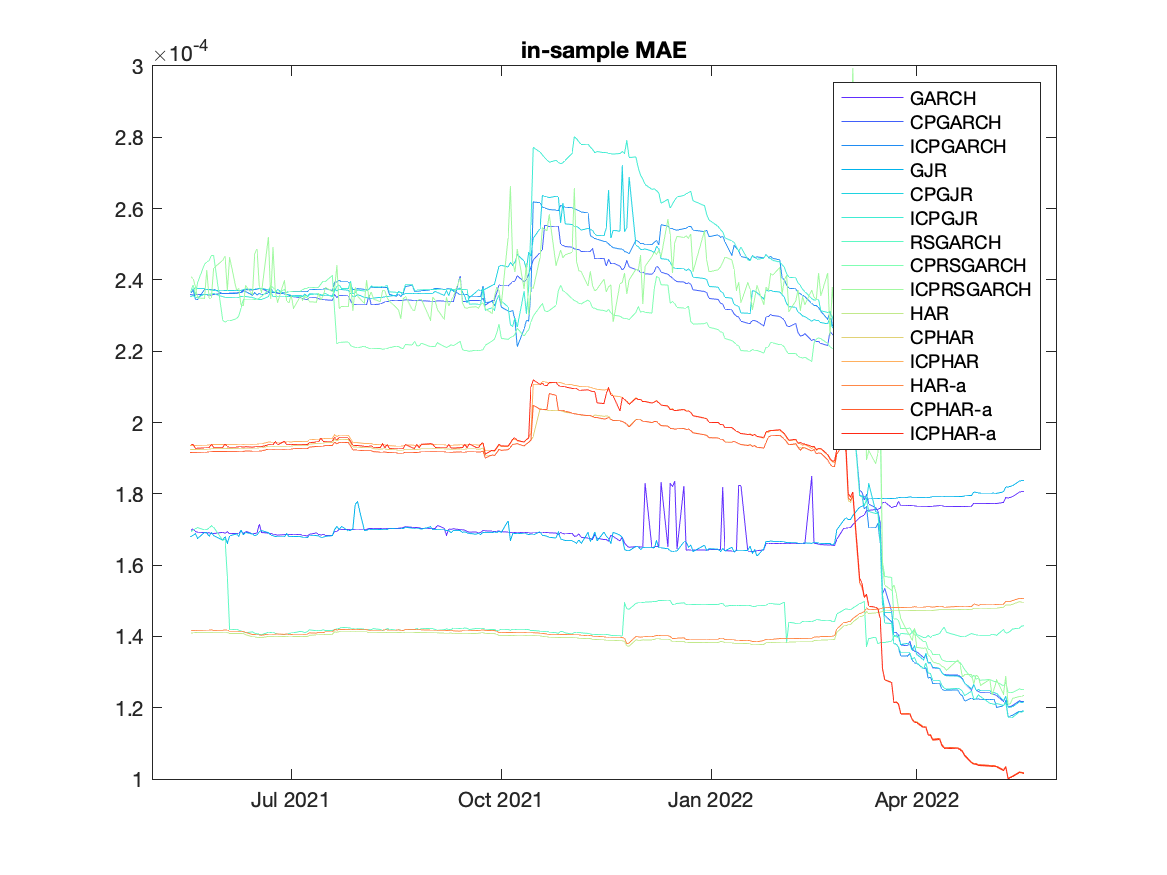 in-sample MAE
×10-4
3
2.8
2.6
2.4
2.2
2
1.8
1.6
1.4
1.2
1
Jul 2021
Oct 2021
Jan 2022
Apr 2022
GARCH
CPGARCH
ICPGARCH
GJR
CPGJR
ICPGJR
RSGARCH
CPRSGARCH
ICPRSGARCH
HAR
CPHAR
ICPHAR
HAR-a
CPHAR-a
ICPHAR-a